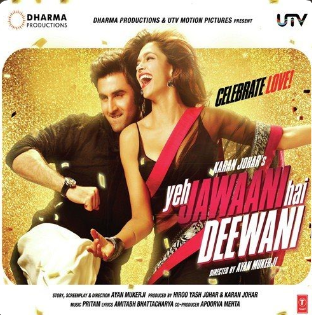 DHARMA
PRODUCTIONS
DHARMA PRODUCTIONS & UTV MOTION PICTURES PRESENT
UTV
CELEBRATE LOVE!
KARAN JOHAR'S
yeh JAWAANI hai
DEEWANI
DIRECTED BY AYAN MUKERJI
STORY, SCREENPLAY & DIRECTION AYAN MUKERJI PRODUCED BY HIROO YASH JOHAR & KARAN JOHAR
MUSIC PRITAM LYRICS AMITABH BHATTACHARYA CO-PRODUCER APOORVA MEHTA